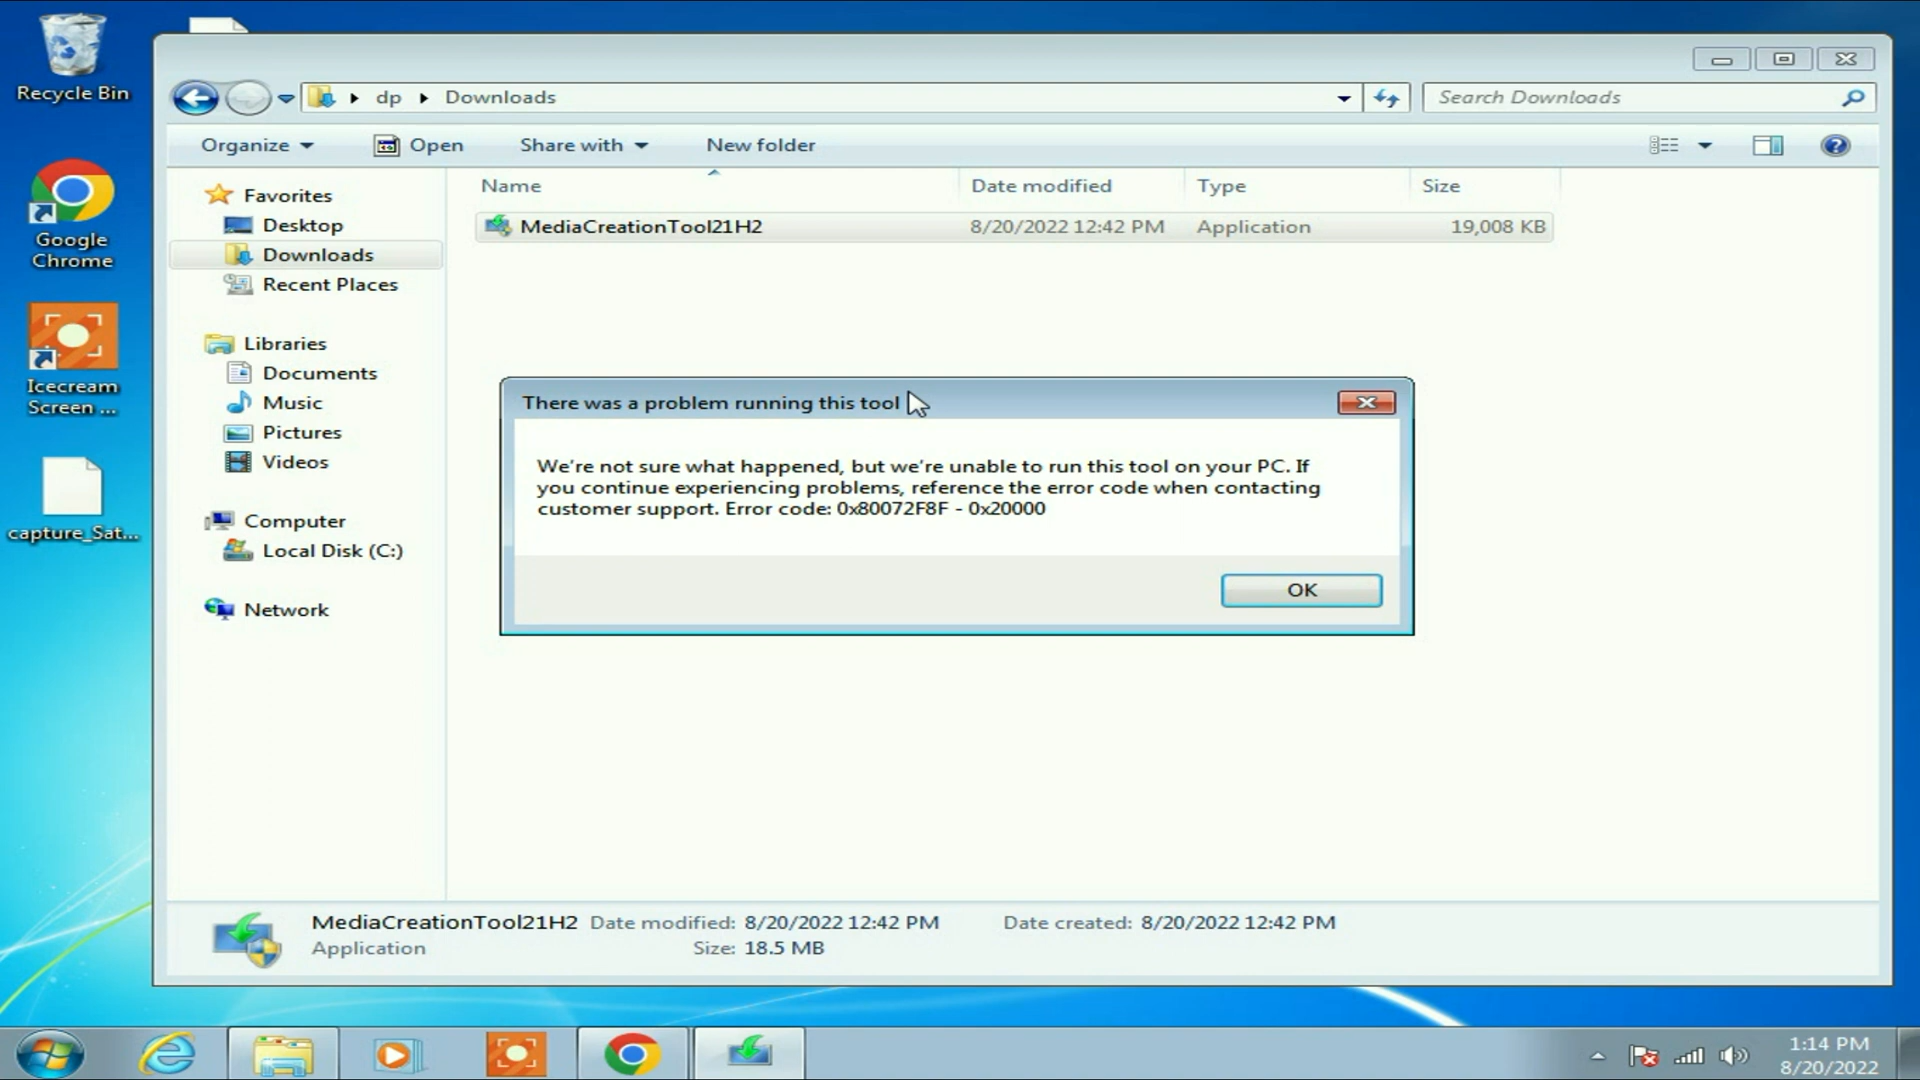 Recycle Bin
Google
Chrome
Icecream
Screen ...
capture_Sat...
dp
Downloads
Search Downloads
Organize
Open
Share with
New folder
Favorites
Desktop
Downloads
Recent Places
Libraries
Documents
Music
Pictures
Videos
Computer
Local Disk (C:)
Network
Name
Date modified
Type
Size
MediaCreationTool21H2
8/20/2022 12:42 PM
Application
19,008 KB
There was a problem running this tool
We're not sure what happened, but we're unable to run this tool on your PC. If
you continue experiencing problems, reference the error code when contacting
customer support. Error code: 0x80072F8F - 0x20000
OK
MediaCreationTool21H2
Date modified: 8/20/2022 12:42 PM
Date created: 8/20/2022 12:42 PM
Application
Size: 18.5 MB
1:14 PM
8/20/2022